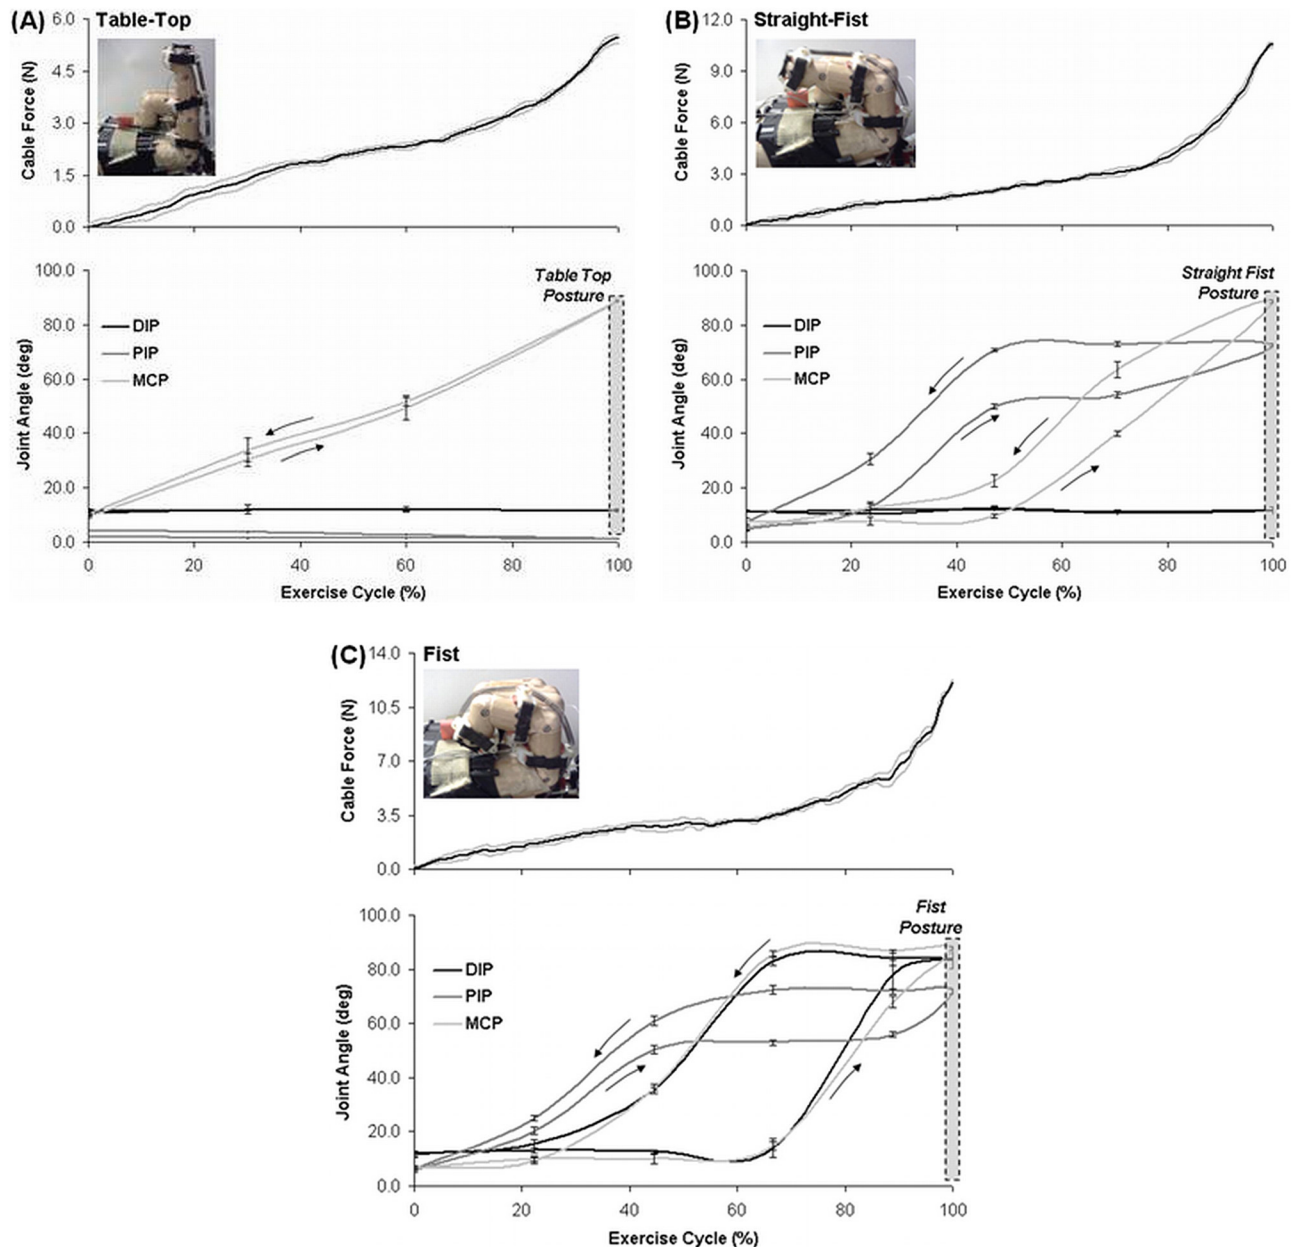 (A) Table-Top
6.0
4.5
3.0
1.5
0.0
Cable Force (N)
100.0
80.0
60.0
40.0
20.0
0.0
Joint Angle (deg)
DIP
PIP
MCP
Table Top
Posture
0 20 40 60 80 100
Exercise Cycle (%)
(B) Straight-Fist
12.0
9.0
6.0
3.0
0.0
Cable Force (N)
100.0
80.0
60.0
40.0
20.0
0.0
Joint Angle (deg)
DIP
PIP
MCP
Straight Fist
Posture
0 20 40 60 80 100
Exercise Cycle (%)
(C) Fist
14.0
10.5
7.0
3.5
0.0
Cable Force (N)
100.0
80.0
60.0
40.0
20.0
0.0
Joint Angle (deg)
DIP
PIP
MCP
Fist
Posture
0 20 40 60 80 100
Exercise Cycle (%)